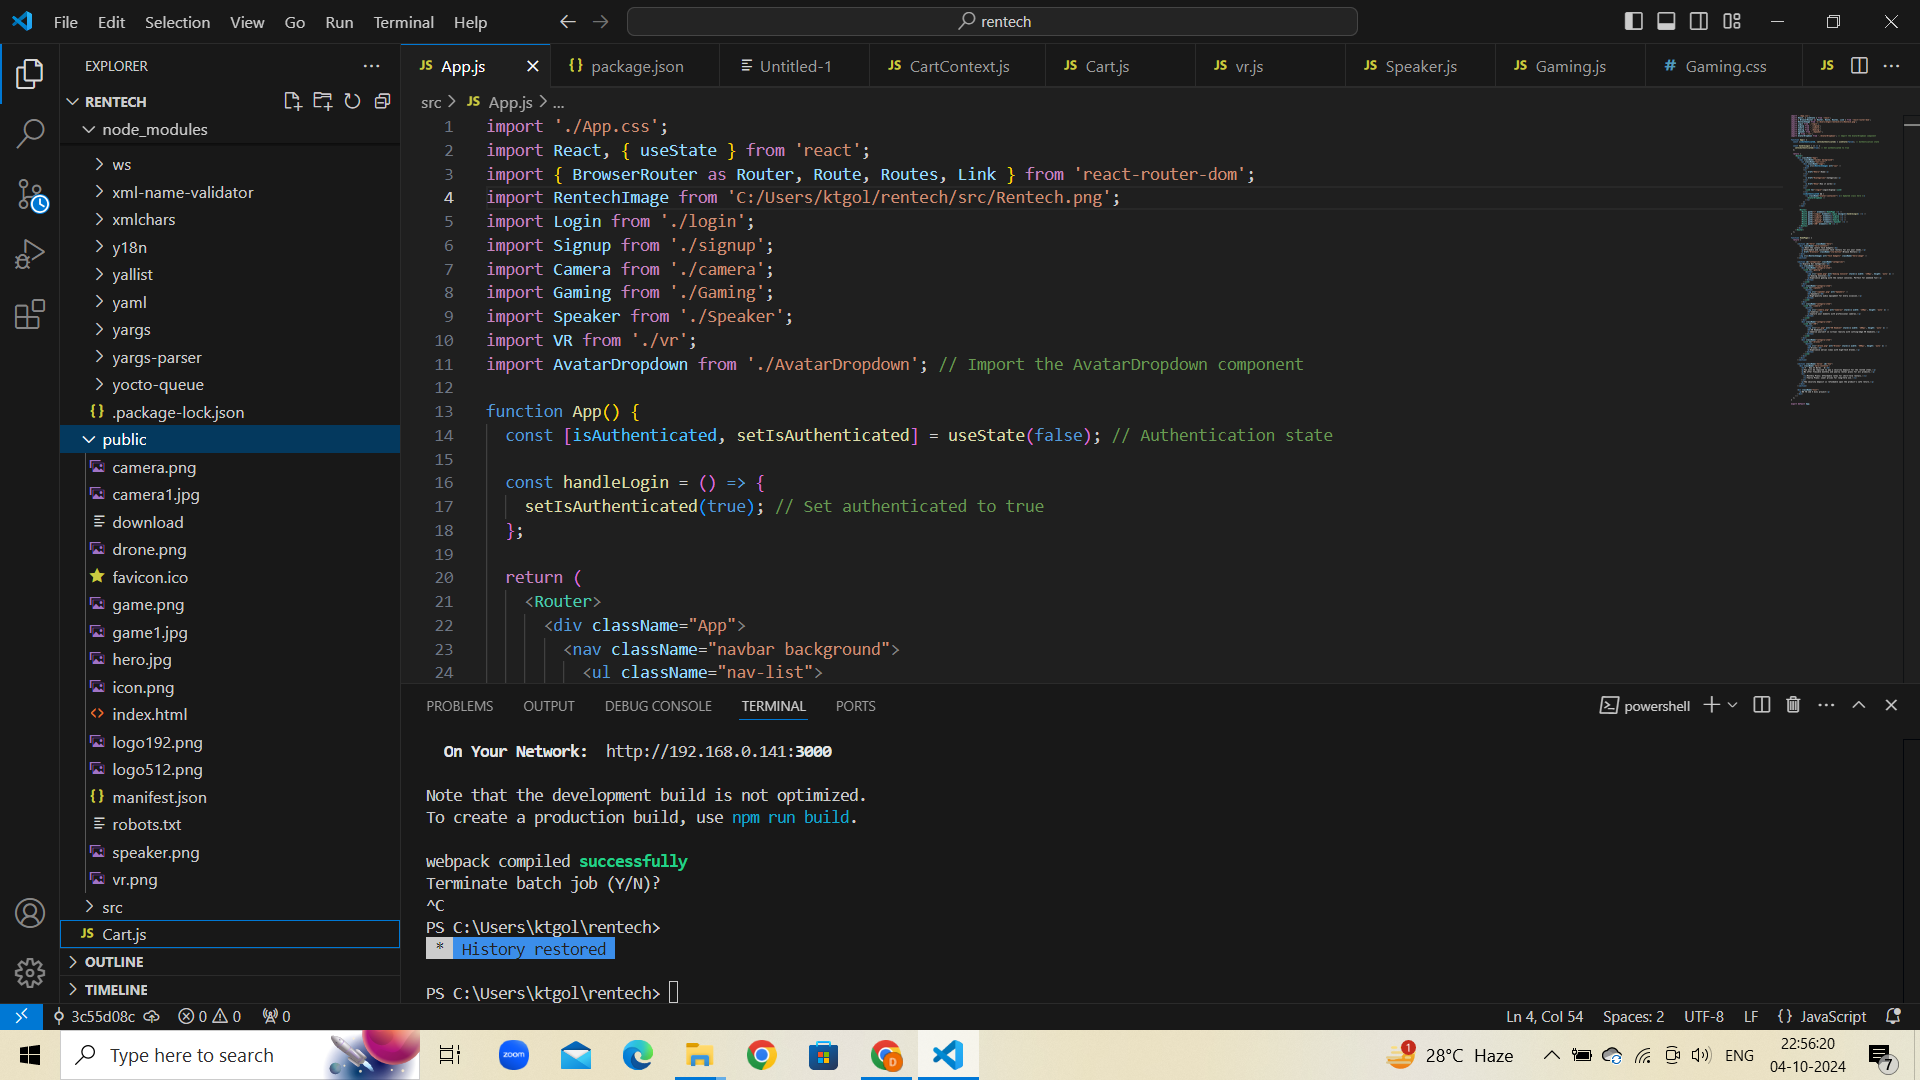 File Edit Selection View Go Run Terminal Help
rentech
EXPLORER
RENTECH
node_modules
ws
xml-name-validator
xmlchars
y18n
yallist
yaml
yargs
yargs-parser
yocto-queue
{} .package-lock.json
public
camera.png
camera1.jpg
download
drone.png
favicon.ico
game.png
game1.jpg
hero.jpg
icon.png
<> index.html
logo192.png
logo512.png
{} manifest.json
robots.txt
speaker.png
vr.png
src
JS Cart.js
OUTLINE
TIMELINE
JS App.js
{} package.json
Untitled-1
JS CartContext.js
JS Cart.js
JS vr.js
JS Speaker.js
JS Gaming.js
# Gaming.css
JS
src > JS App.js > ...
1 import './App.css';
2 import React, { useState } from 'react';
3 import { BrowserRouter as Router, Route, Routes, Link } from 'react-router-dom';
4 import RentechImage from 'C:/Users/ktgol/rentech/src/Rentech.png';
5 import Login from './login';
6 import Signup from './signup';
7 import Camera from './camera';
8 import Gaming from './Gaming';
9 import Speaker from './Speaker';
10 import VR from './vr';
11 import AvatarDropdown from './AvatarDropdown'; // Import the AvatarDropdown component
12
13 function App() {
14 const [isAuthenticated, setIsAuthenticated] = useState(false); // Authentication state
15
16 const handleLogin = () => {
17 setIsAuthenticated(true); // Set authenticated to true
18 };
19
20 return (
21 <Router>
22 <div className="App">
23 <nav className="navbar background">
24 <ul className="nav-list">
PROBLEMS OUTPUT DEBUG CONSOLE TERMINAL PORTS
powershell
On Your Network: http://192.168.0.141:3000
Note that the development build is not optimized.
To create a production build, use npm run build.
webpack compiled successfully
Terminate batch job (Y/N)?
^C
PS C:\Users\ktgol\rentech>
* History restored
PS C:\Users\ktgol\rentech>
3c55d08c 0 0 0
Ln 4, Col 54 Spaces: 2 UTF-8 LF {} JavaScript
Type here to search
zoom
D
1
28°C Haze
ENG
22:56:20
04-10-2024
7